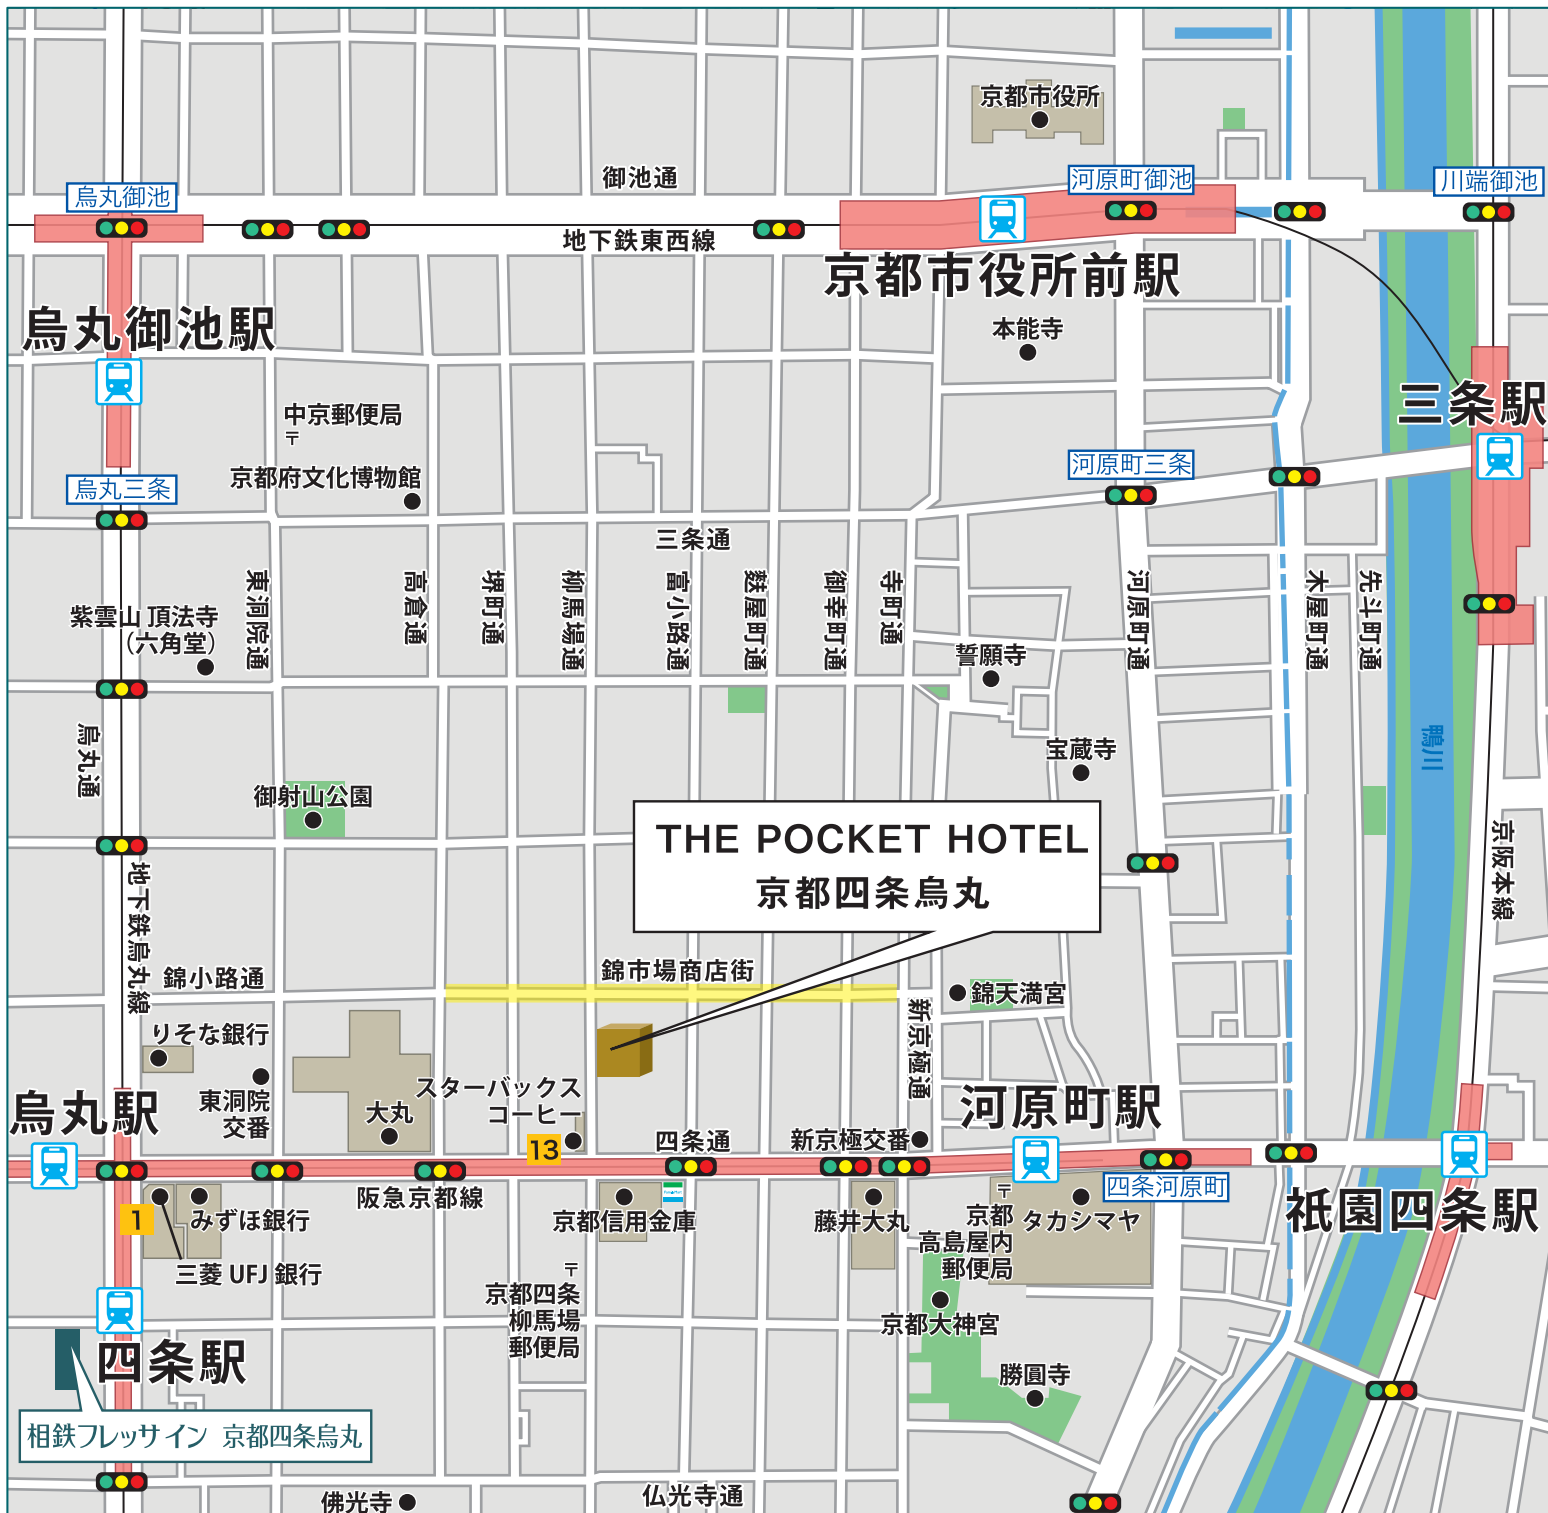 京都市役所
御池通
河原町御池
川端御池
烏丸御池
地下鉄東西線
京都市役所前駅
烏丸御池駅
本能寺
三条駅
中京郵便局
〒
京都府文化博物館
河原町三条
烏丸三条
三条通
東洞院通
高倉通
堺町通
柳馬場通
富小路通
麩屋町通
御幸町通
寺町通
河原町通
木屋町通
先斗町通
紫雲山 頂法寺
（六角堂）
誓願寺
烏丸通
宝蔵寺
鴨川
御射山公園
THE POCKET HOTEL
京都四条烏丸
京阪本線
地下鉄烏丸線
錦小路通
錦市場商店街
錦天満宮
新京極通
りそな銀行
東洞院
交番
スターバックス
コーヒー
大丸
13
四条通
新京極交番
河原町駅
烏丸駅
阪急京都線
四条河原町
祇園四条駅
1
みずほ銀行
三菱 UFJ 銀行
京都信用金庫
藤井大丸
〒
京都
高島屋内
郵便局
タカシマヤ
〒
京都四条
柳馬場
郵便局
京都大神宮
四条駅
勝圓寺
相鉄フレッサイン 京都四条烏丸
佛光寺
仏光寺通